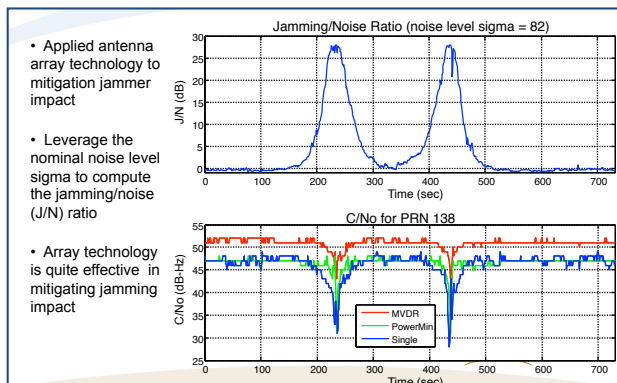 • Applied antenna
array technology to
mitigation jammer
impact
• Leverage the
nominal noise level
sigma to compute
the jamming/noise
(J/N) ratio
• Array technology
is quite effective in
mitigating jamming
impact
Jamming/Noise Ratio (noise level sigma = 82)
J/N (dB)
30
25
20
15
10
5
0
0 100 200 300 400 500 600 700
Time (sec)
C/No for PRN 138
C/No (dB-Hz)
55
50
45
40
35
30
25
MVDR
PowerMin
Single
0 100 200 300 400 500 600 700
Time (sec)